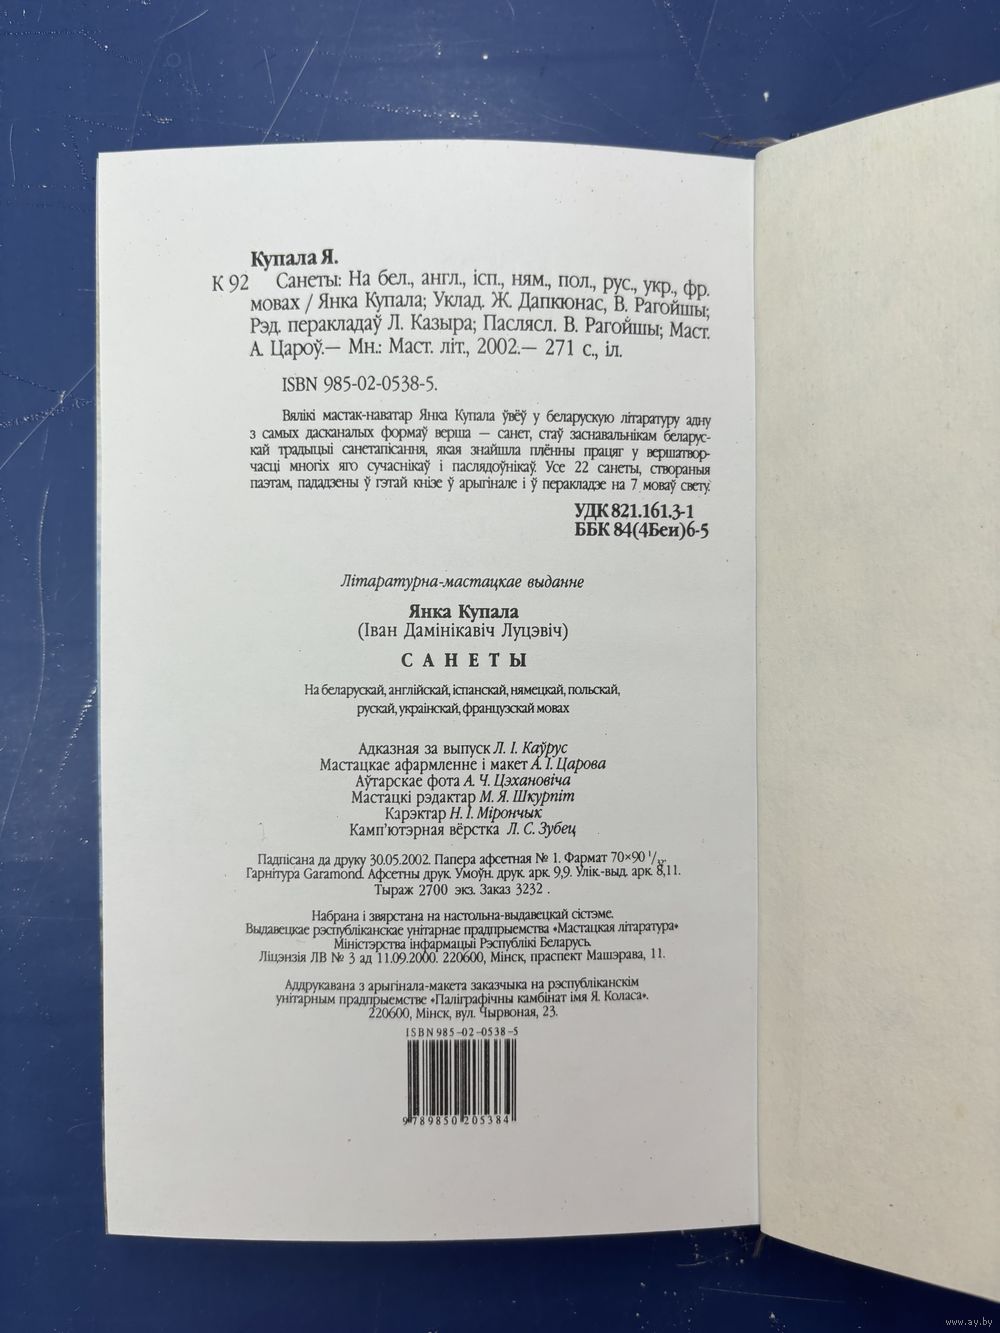 Купала Я.
К 92 Санеты: На бел., англ., ісп., ням., пол., рус., укр., фр.
мовах / Янка Купала; Уклад. Ж. Дапкюнас, В. Рагойшы;
Рэд. перакладаў Л. Казыра; Паслясл. В. Рагойшы; Маст.
А. Цароў.— Мн.: Маст. літ., 2002.— 271 с., іл.
ISBN 985-02-0538-5.
Вялікі мастак-наватар Янка Купала ўвёў у беларускую літаратуру адну
з самых дасканалых формаў верша — санет, стаў заснавальнікам беларус-
кай традыцыі санетапісання, якая знайшла плённы працяг у вершатвор-
часці многіх яго сучаснікаў і паслядоўнікаў. Усе 22 санеты, створаныя
паэтам, пададзены ў гэтай кнізе ў арыгінале і ў перакладзе на 7 моваў свету.
УДК 821.161.3-1
ББК 84(4Беи)6-5
Літаратурна-мастацкае выданне
Янка Купала
(Іван Дамінікавіч Луцэвіч)
САНЕТЫ
На беларускай, англійскай, іспанскай, нямецкай, польскай,
рускай, украінскай, французскай мовах
Адказная за выпуск Л. І. Каўрус
Мастацкае афармленне і макет А. І. Царова
Аўтарскае фота А. Ч. Цэхановіча
Мастацкі рэдактар М. Я. Шкурпіт
Карэктар Н. І. Мірончык
Камп'ютэрная вёрстка Л. С. Зубец
Падпісана да друку 30.05.2002. Папера афсетная № 1. Фармат 70×90 1/32.
Гарнітура Garamond. Афсетны друк. Умоўн. друк. арк. 9,9. Улік.-выд. арк. 8,11.
Тыраж 2700 экз. Заказ 3232 .
Набрана і звярстана на настольна-выдавецкай сістэме.
Выдавецкае рэспубліканскае унітарнае прадпрыемства «Мастацкая літаратура»
Міністэрства інфармацыі Рэспублікі Беларусь.
Ліцэнзія ЛВ № 3 ад 11.09.2000. 220600, Мінск, праспект Машэрава, 11.
Аддрукавана з арыгінала-макета заказчыка на рэспубліканскім
унітарным прадпрыемстве «Паліграфічны камбінат імя Я. Коласа».
220600, Мінск, вул. Чырвоная, 23.
ISBN 985-02-0538-5
9 789850 205384
www.ay.by